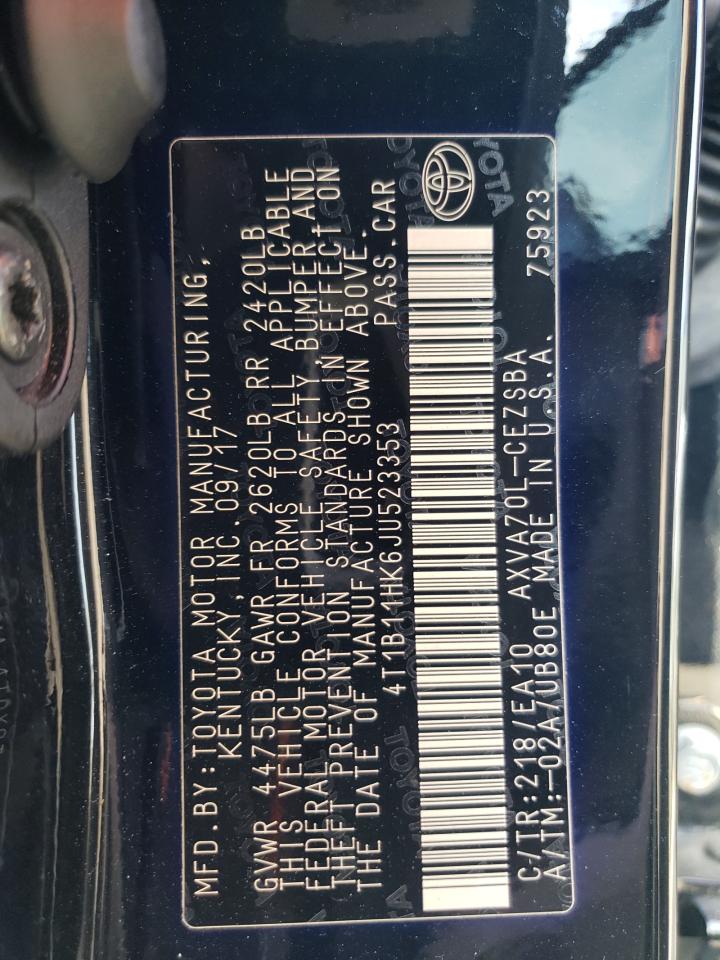 MFD.BY:TOYOTA MOTOR MANUFACTURING,
KENTUCKY,INC.09/17
GVWR 4475LB GAWR FR 2620LB RR 2420LB
THIS VEHICLE CONFORMS TO ALL APPLICABLE
FEDERAL MOTOR VEHICLE SAFETY,BUMPER AND
THEFT PREVENTION STANDARDS IN EFFECT ON
THE DATE OF MANUFACTURE SHOWN ABOVE.
4T1B11HK6JU523353 PASS.CAR
TOYOTA
C/TR:218/EA10 AXVA70L-CEZSBA 75923
A/TM:-02A/UB80E MADE IN U.S.A.